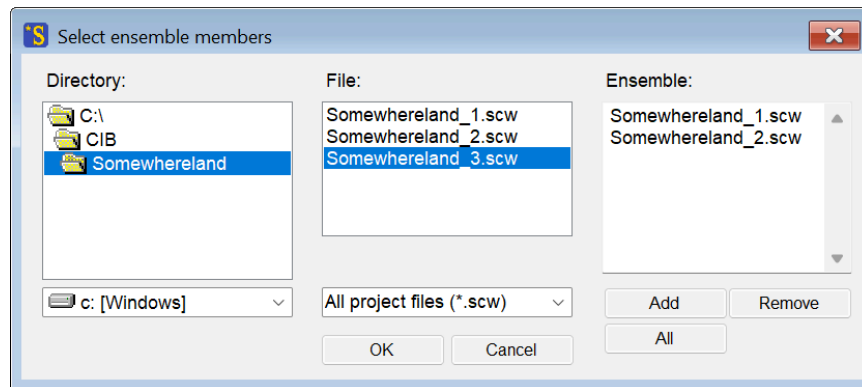 Select ensemble members
Directory:
C:\
CIB
Somewhereland
c: [Windows]
File:
Somewhereland_1.scw
Somewhereland_2.scw
Somewhereland_3.scw
All project files (*.scw)
OK
Cancel
Ensemble:
Somewhereland_1.scw
Somewhereland_2.scw
Add
Remove
All